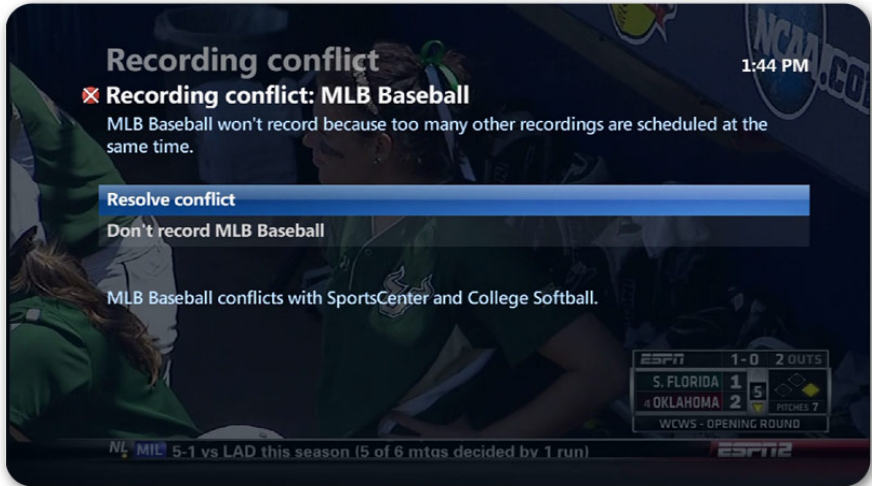 NCAA.CO
Recording conflict
1:44 PM
Recording conflict: MLB Baseball
MLB Baseball won't record because too many other recordings are scheduled at the
same time.
Resolve conflict
Don't record MLB Baseball
MLB Baseball conflicts with SportsCenter and College Softball.
ESPN 1-0 2 OUTS
S. FLORIDA 1 5
4 OKLAHOMA 2 PITCHES 7
WCWS - OPENING ROUND
NL MIL 5-1 vs LAD this season (5 of 6 mtgs decided by 1 run) ESPN2